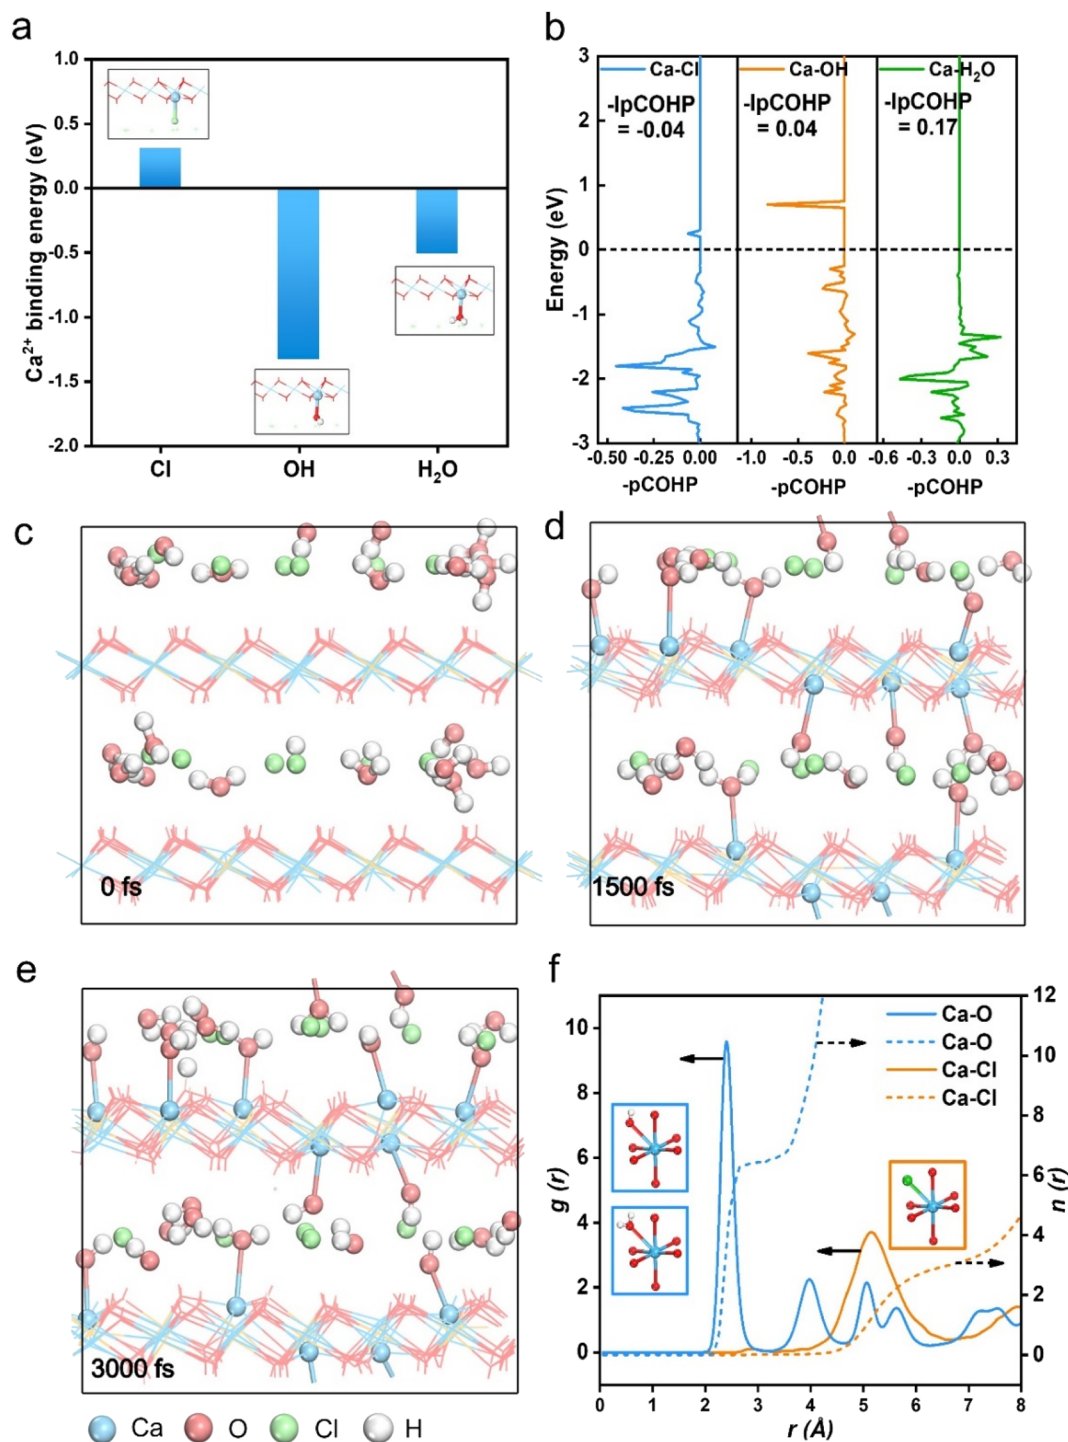 a
Ca²⁺ binding energy (eV)
1.0
0.5
0.0
-0.5
-1.0
-1.5
-2.0
Cl OH H₂O
b
Energy (eV)
3
2
1
0
-1
-2
-3
Ca-Cl Ca-OH Ca-H₂O
-IpCOHP
= -0.04
-IpCOHP
= 0.04
-IpCOHP
= 0.17
-0.50 -0.25 0.00 -1.0 -0.5 0.0 -0.6 -0.3 0.0 0.3
-pCOHP -pCOHP -pCOHP
c
0 fs
d
1500 fs
e
3000 fs
Ca O Cl H
f
g (r)
10
8
6
4
2
0
Ca-O
Ca-O
Ca-Cl
Ca-Cl
12
10
8
6
4
2
0
n (r)
0 1 2 3 4 5 6 7 8
r (Å)